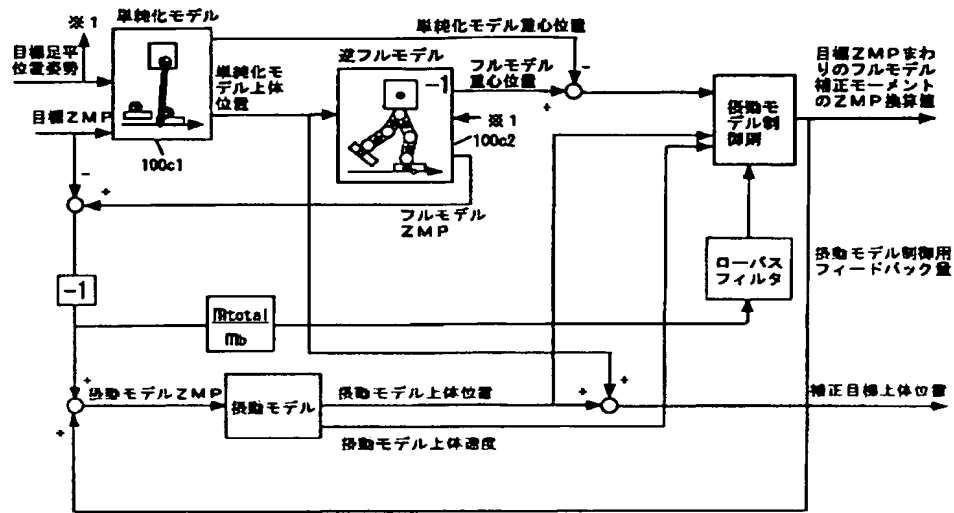 ※1
単純化モデル
目標足平
位置姿勢
目標ZMP
100c1
単純化モデル重心位置
単純化モ
デル上体
位置
逆フルモデル
-1
フルモデル
重心位置
※1
100c2
フルモデル
ZMP
摂動モ
デル制
御則
目標ZMPまわ
りのフルモデル
補正モーメント
のZMP換算値
ローパス
フィルタ
摂動モデル制御用
フィードバック量
-
+
-
+
-1
mtotal
mb
+
+
摂動モデルZMP
摂動モデル
摂動モデル上体位置
摂動モデル上体速度
+
+
補正目標上体位置